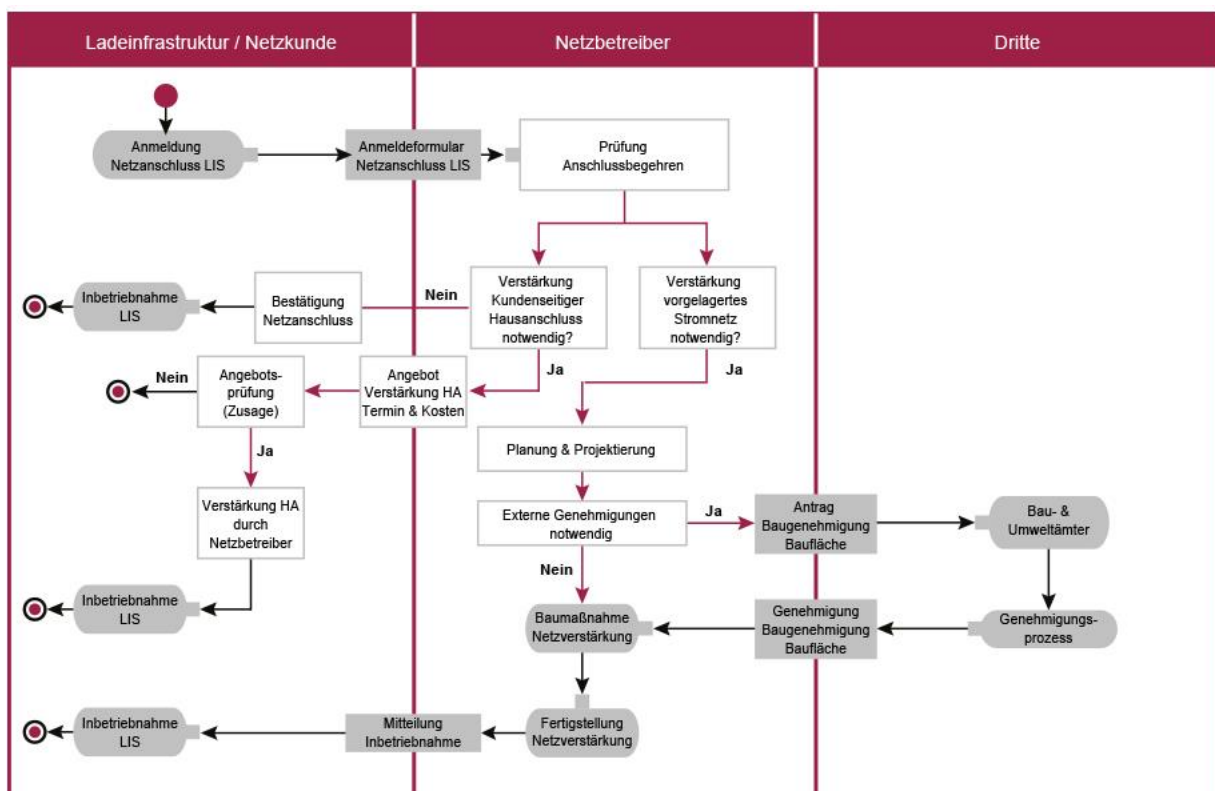 Ladeinfrastruktur / Netzkunde
Netzbetreiber
Dritte
Anmeldung
Netzanschluss LIS
Anmeldeformular
Netzanschluss LIS
Prüfung
Anschlussbegehren
Inbetriebnahme
LIS
Bestätigung
Netzanschluss
Nein
Verstärkung
Kundenseitiger
Hausanschluss
notwendig?
Verstärkung
vorgelagertes
Stromnetz
notwendig?
Ja
Ja
Nein
Angebots-
prüfung
(Zusage)
Angebot
Verstärkung HA
Termin & Kosten
Ja
Planung & Projektierung
Verstärkung HA
durch
Netzbetreiber
Externe Genehmigungen
notwendig
Ja
Antrag
Baugenehmigung
Baufläche
Bau- &
Umweltämter
Nein
Inbetriebnahme
LIS
Baumaßnahme
Netzverstärkung
Genehmigung
Baugenehmigung
Baufläche
Genehmigungs-
prozess
Inbetriebnahme
LIS
Mitteilung
Inbetriebnahme
Fertigstellung
Netzverstärkung